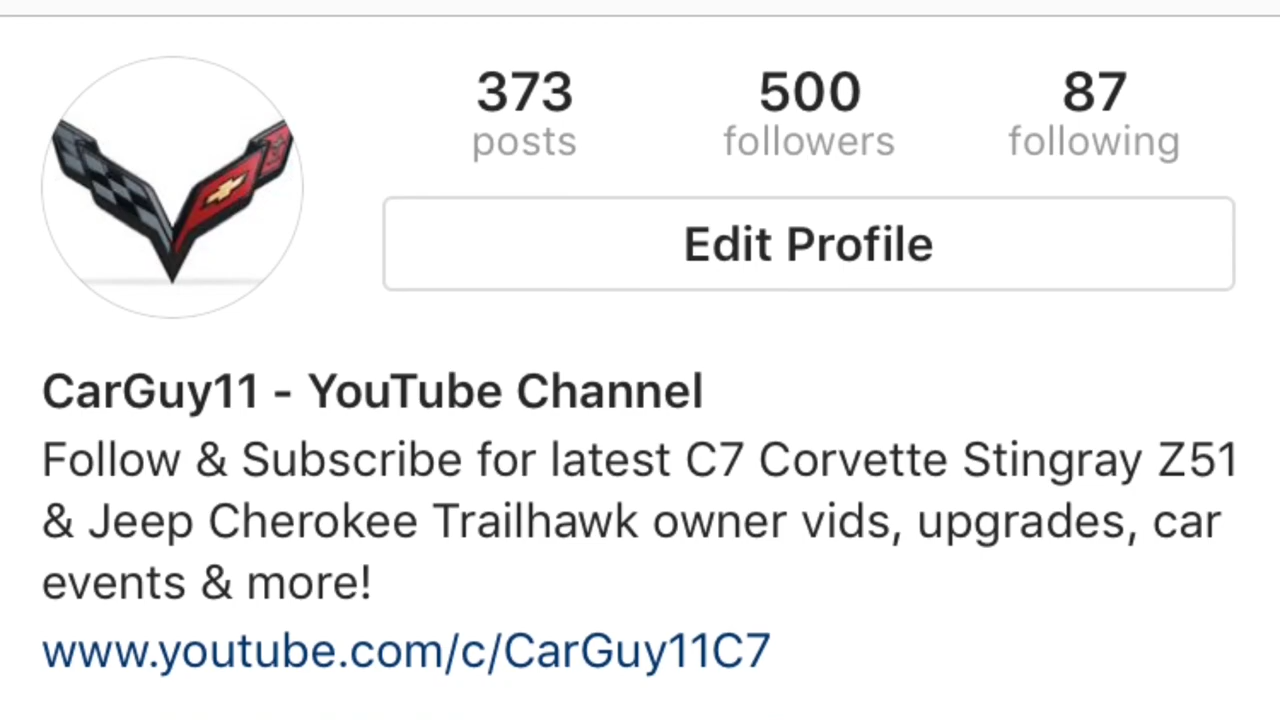 373 500 87
posts followers following
Edit Profile
CarGuy11 - YouTube Channel
Follow & Subscribe for latest C7 Corvette Stingray Z51
& Jeep Cherokee Trailhawk owner vids, upgrades, car
events & more!
www.youtube.com/c/CarGuy11C7